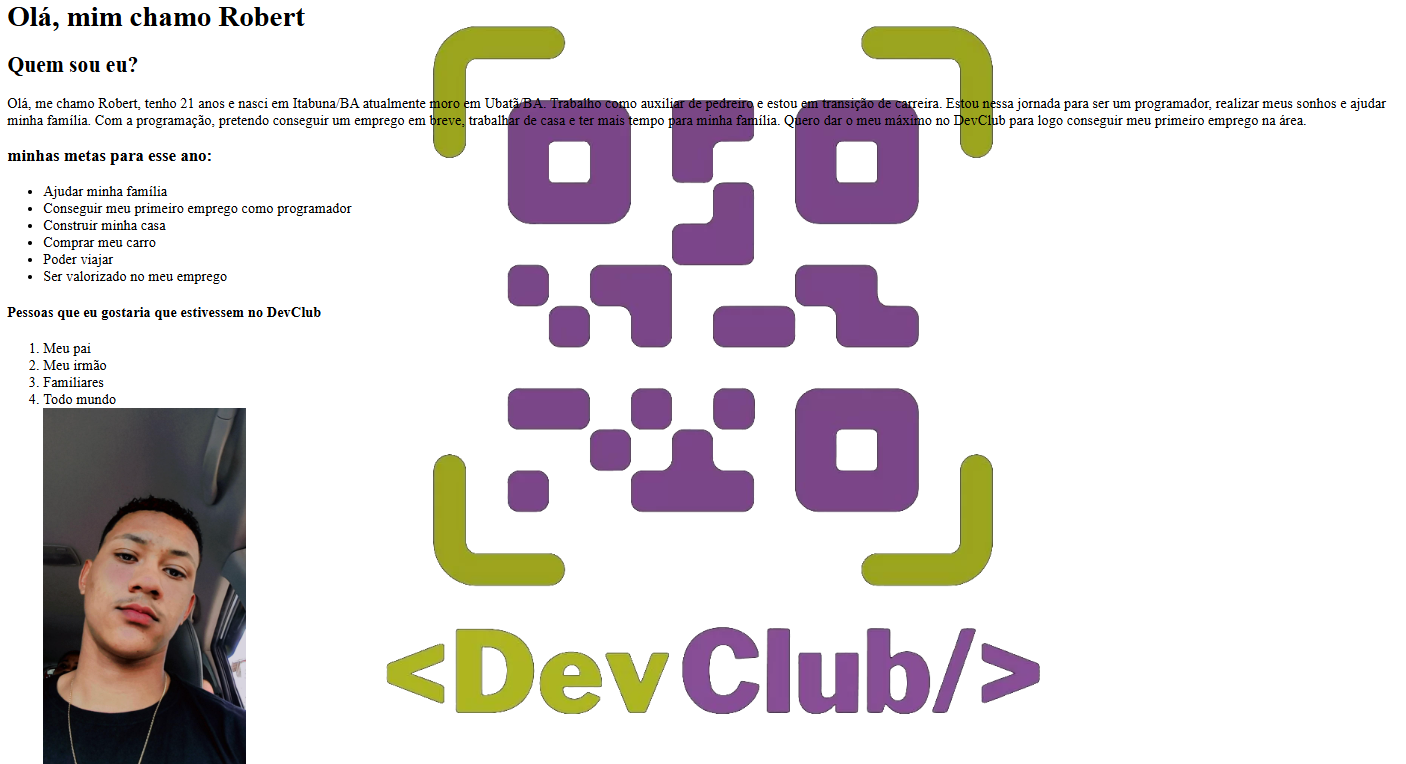 Olá, mim chamo Robert
Quem sou eu?
Olá, me chamo Robert, tenho 21 anos e nasci em Itabuna/BA atualmente moro em Ubatã/BA. Trabalho como auxiliar de pedreiro e estou em transição de carreira. Estou nessa jornada para ser um programador, realizar meus sonhos e ajudar
minha família. Com a programação, pretendo conseguir um emprego em breve, trabalhar de casa e ter mais tempo para minha família. Quero dar o meu máximo no DevClub para logo conseguir meu primeiro emprego na área.
minhas metas para esse ano:
• Ajudar minha família
• Conseguir meu primeiro emprego como programador
• Construir minha casa
• Comprar meu carro
• Poder viajar
• Ser valorizado no meu emprego
Pessoas que eu gostaria que estivessem no DevClub
1. Meu pai
2. Meu irmão
3. Familiares
4. Todo mundo
<DevClub/>